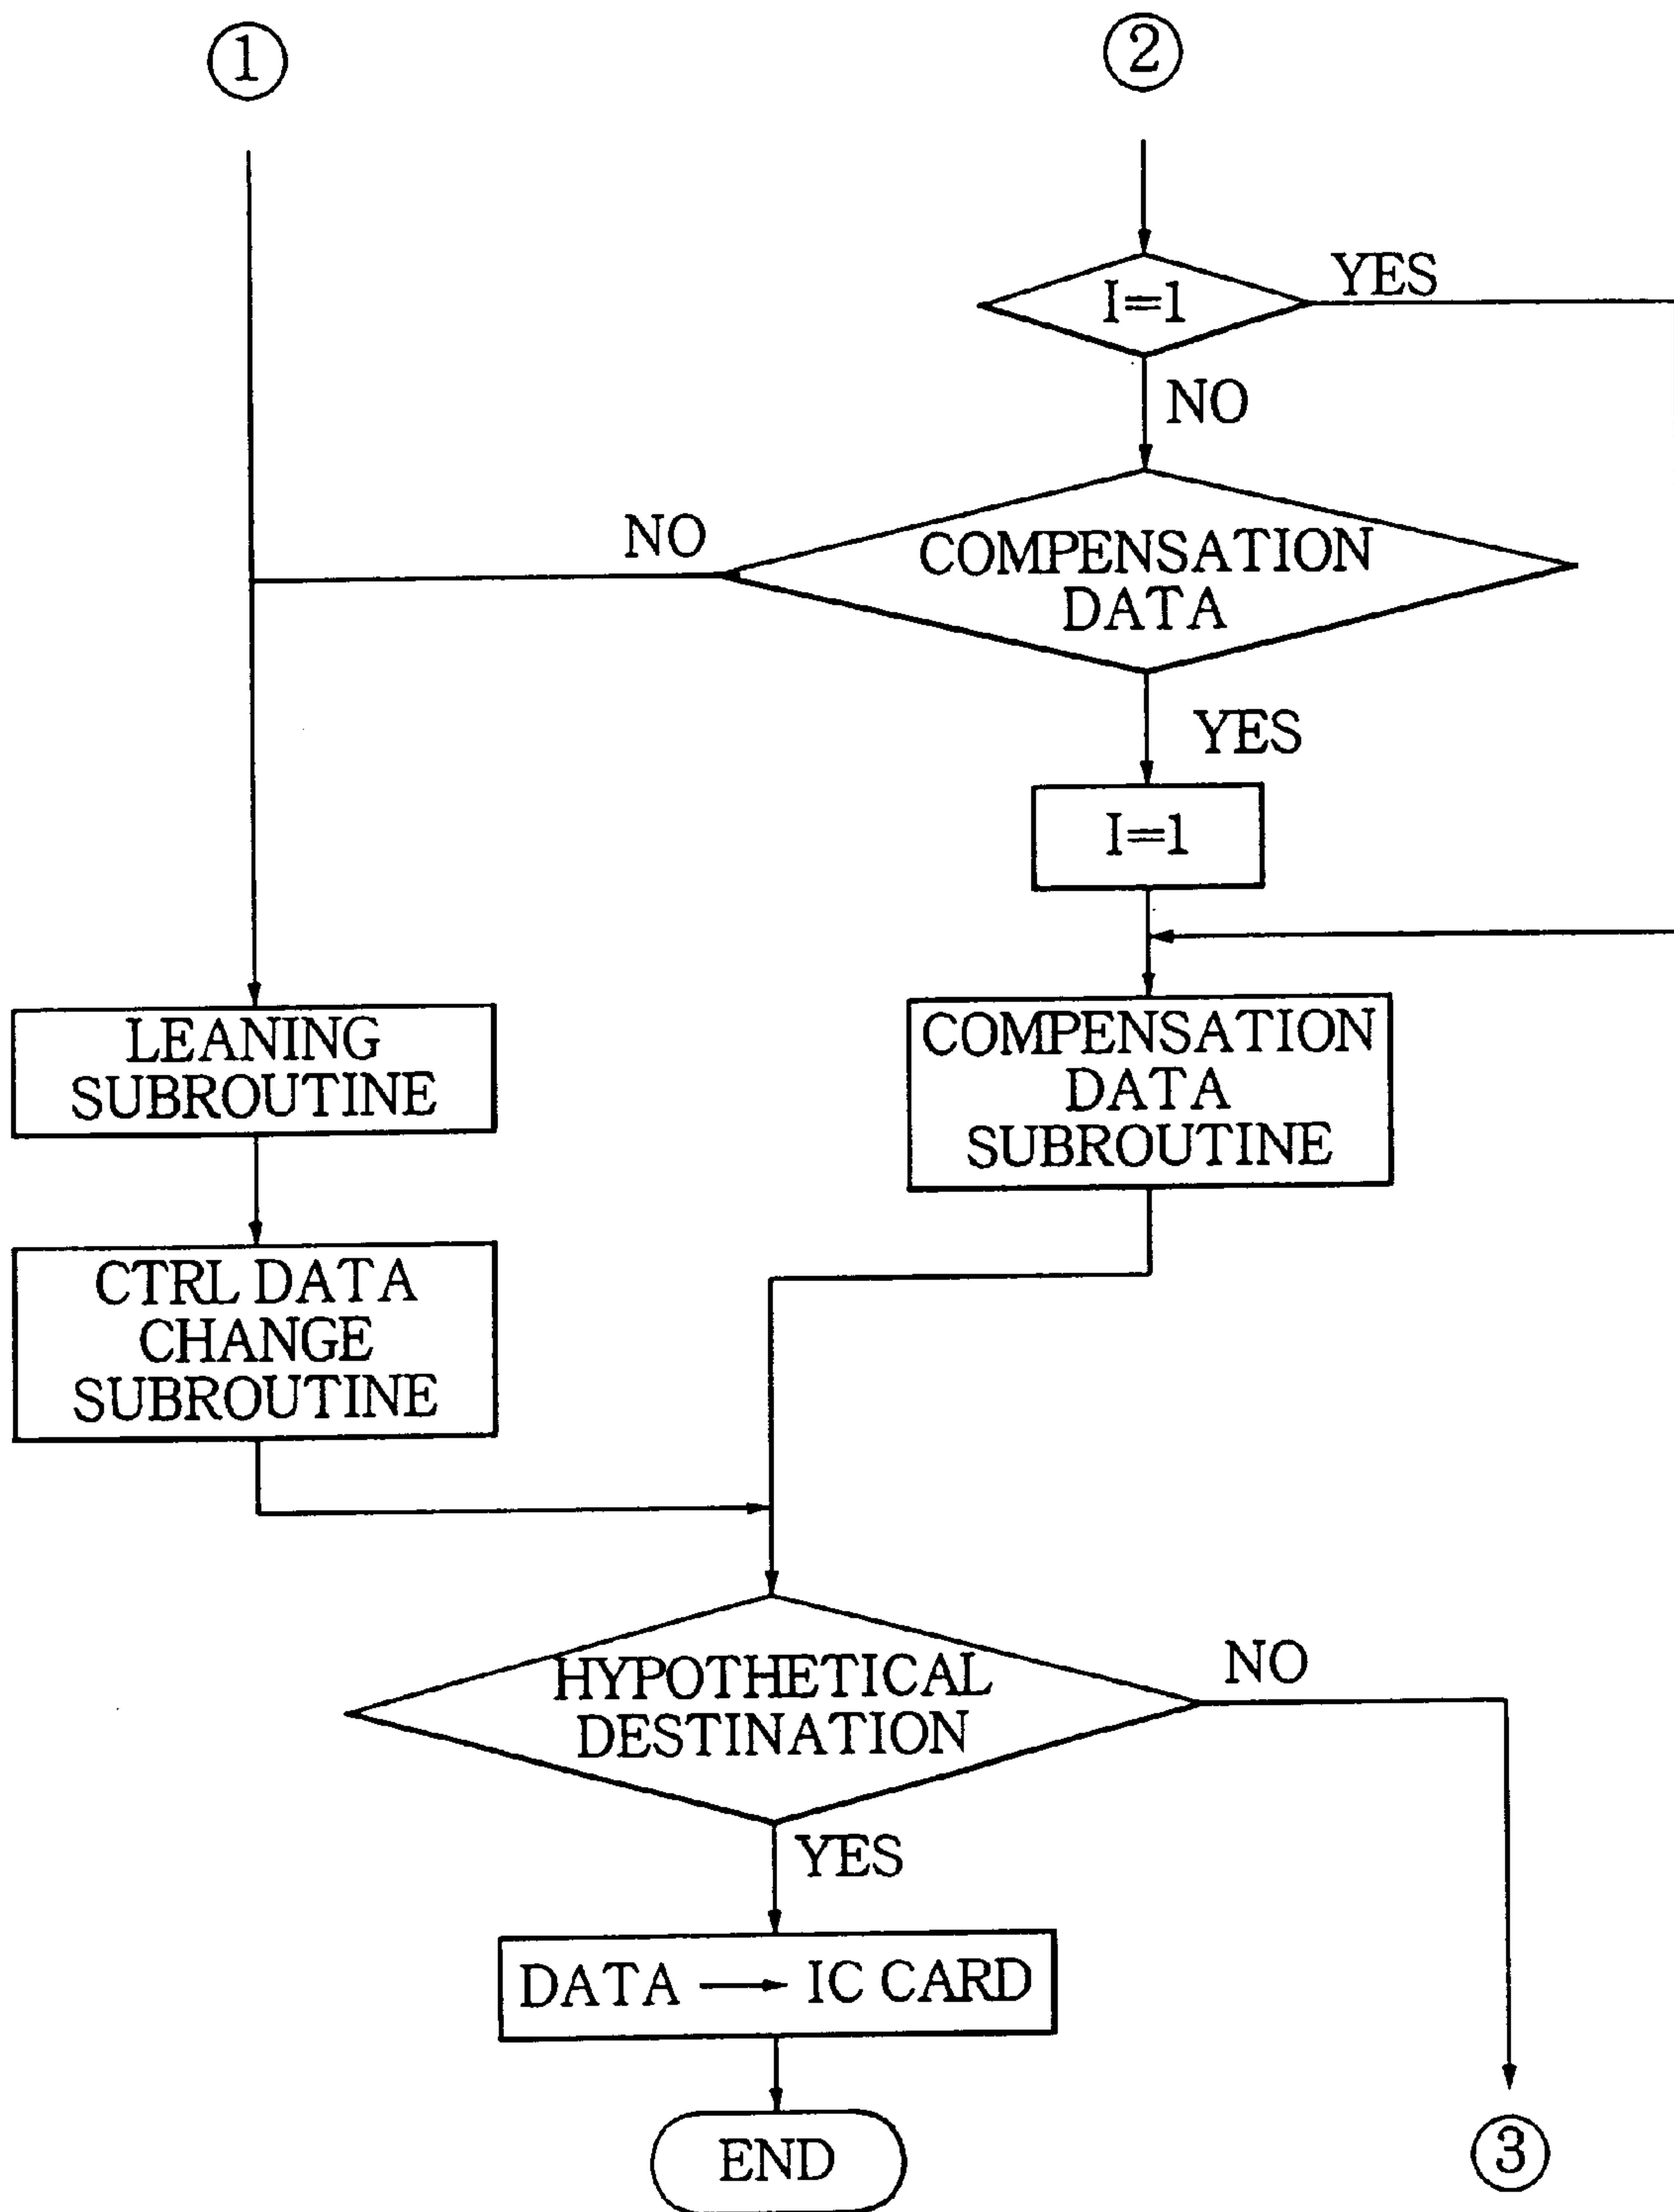 ①
②
I=1
YES
NO
NO
COMPENSATION
DATA
YES
I=1
LEANING
SUBROUTINE
COMPENSATION
DATA
SUBROUTINE
CTRL DATA
CHANGE
SUBROUTINE
HYPOTHETICAL
DESTINATION
NO
YES
DATA → IC CARD
END
③